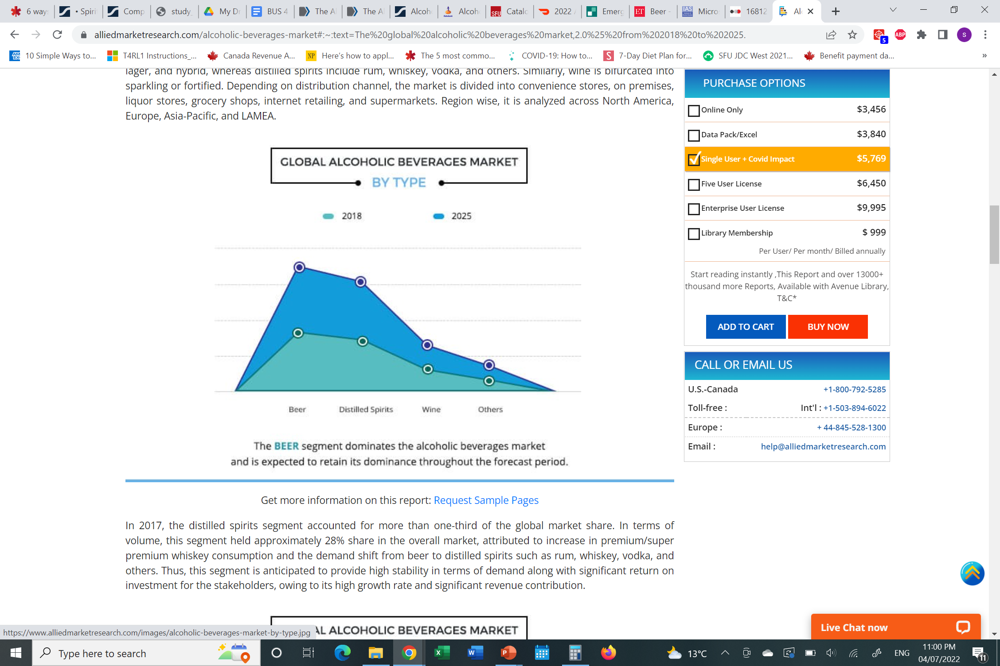 6 way
• Spiri
Comp
study_
My Dr
BUS 4
The A
The A
Alcoh
Alcoh
SFU Catalo
2022 /
Emerg
ET Beer -
IAS Micro
16812
Al
alliedmarketresearch.com/alcoholic-beverages-market#:~:text=The%20global%20alcoholic%20beverages%20market,2.0%25%20from%202018%20to%202025.
5
ABP
s
AM EX 10 Simple Ways to...
T4RL1 Instructions_...
Canada Revenue A...
NP Here's how to appl...
The 5 most commo...
COVID-19: How to...
S 7-Day Diet Plan for...
SFU JDC West 2021...
Benefit payment da...
»
lager, and hybrid, whereas distilled spirits include rum, whiskey, vodka, and others. Similarly, wine is bifurcated into
sparkling or fortified. Depending on distribution channel, the market is divided into convenience stores, on premises,
liquor stores, grocery shops, internet retailing, and supermarkets. Region wise, it is analyzed across North America,
Europe, Asia-Pacific, and LAMEA.
GLOBAL ALCOHOLIC BEVERAGES MARKET
BY TYPE
2018 2025
Beer Distilled Spirits Wine Others
The BEER segment dominates the alcoholic beverages market
and is expected to retain its dominance throughout the forecast period.
Get more information on this report: Request Sample Pages
In 2017, the distilled spirits segment accounted for more than one-third of the global market share. In terms of
volume, this segment held approximately 28% share in the overall market, attributed to increase in premium/super
premium whiskey consumption and the demand shift from beer to distilled spirits such as rum, whiskey, vodka, and
others. Thus, this segment is anticipated to provide high stability in terms of demand along with significant return on
investment for the stakeholders, owing to its high growth rate and significant revenue contribution.
AL ALCOHOLIC BEVERAGES MARKET
PURCHASE OPTIONS
Online Only $3,456
Data Pack/Excel $3,840
Single User + Covid Impact $5,769
Five User License $6,450
Enterprise User License $9,995
Library Membership $ 999
Per User/ Per month/ Billed annually
Start reading instantly ,This Report and over 13000+
thousand more Reports, Available with Avenue Library,
T&C*
ADD TO CART BUY NOW
CALL OR EMAIL US
U.S.-Canada +1-800-792-5285
Toll-free : Int'l : +1-503-894-6022
Europe : + 44-845-528-1300
Email : help@alliedmarketresearch.com
Live Chat now
https://www.alliedmarketresearch.com/images/alcoholic-beverages-market-by-type.jpg
Type here to search
13°C
ENG
11:00 PM
04/07/2022
11